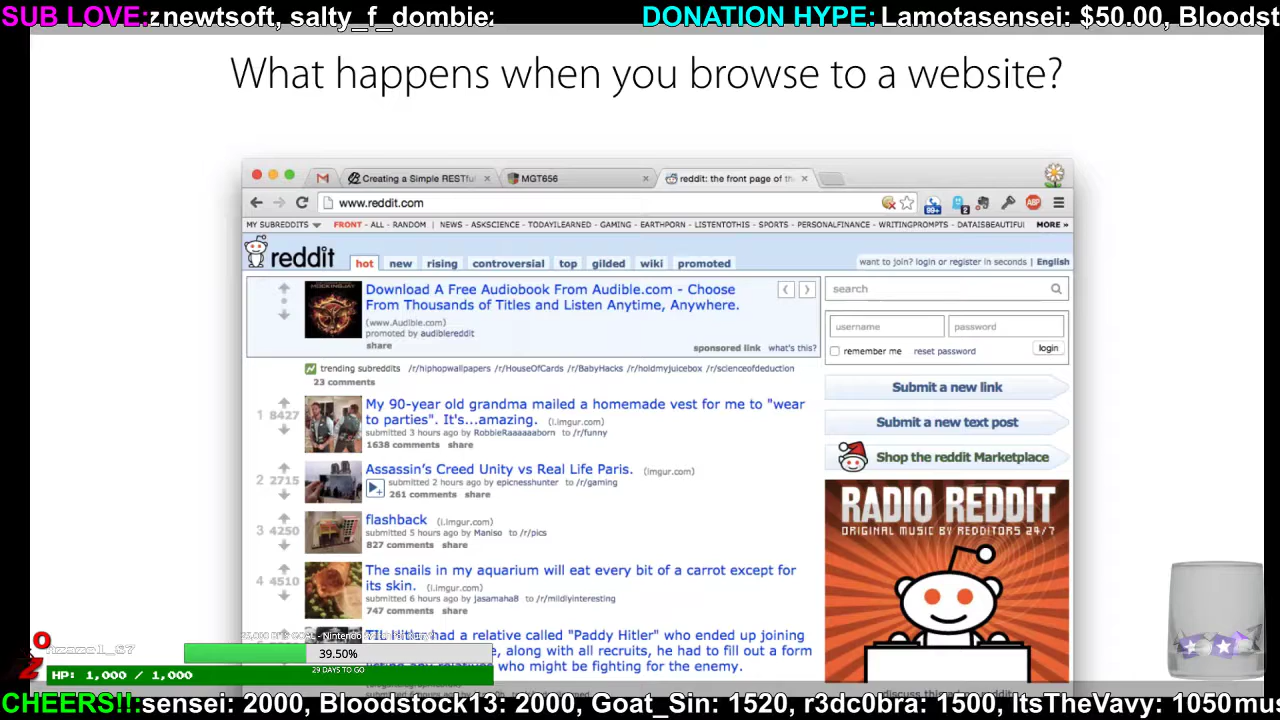 SUB LOVE: znewtsoft, salty_f_dombie: DONATION HYPE: Lamotasensei: $50.00, Bloodst
What happens when you browse to a website?
Creating a Simple RESTfu MGT656 reddit: the front page of th
www.reddit.com
99+ 2 ABP
MY SUBREDDITS FRONT - ALL - RANDOM | NEWS - ASKSCIENCE - TODAYILEARNED - GAMING - EARTHPORN - LISTENTOTHIS - SPORTS - PERSONALFINANCE - WRITINGPROMPTS - DATAISBEAUTIFUL MORE »
reddit hot new rising controversial top gilded wiki promoted want to join? login or register in seconds | English
Download A Free Audiobook From Audible.com - Choose
From Thousands of Titles and Listen Anytime, Anywhere.
(www.Audible.com)
promoted by audiblereddit
share
sponsored link what's this?
search
username password
remember me reset password login
trending subreddits /r/hiphopwallpapers /r/HouseOfCards /r/BabyHacks /r/holdmyjuicebox /r/scienceofdeduction
23 comments
Submit a new link
Submit a new text post
Shop the reddit Marketplace
1 8427 My 90-year old grandma mailed a homemade vest for me to "wear
to parties". It's...amazing. (i.imgur.com)
submitted 3 hours ago by RobbieRaaaaaaborn to /r/funny
1638 comments share
2 2715 Assassin's Creed Unity vs Real Life Paris. (imgur.com)
submitted 2 hours ago by epicnesshunter to /r/gaming
261 comments share
3 4250 flashback (i.imgur.com)
submitted 5 hours ago by Maniso to /r/pics
827 comments share
4 4510 The snails in my aquarium will eat every bit of a carrot except for
its skin. (i.imgur.com)
submitted 6 hours ago by jasamaha8 to /r/mildlyinteresting
747 comments share
RADIO REDDIT
ORIGINAL MUSIC BY REDDITORS 24/7
TIL Hitler had a relative called "Paddy Hitler" who ended up joining
, along with all recruits, he had to fill out a form
who might be fighting for the enemy.
39.50%
29 DAYS TO GO
HP: 1,000 / 1,000
discuss this
CHEERS!!: sensei: 2000, Bloodstock13: 2000, Goat_Sin: 1520, r3dc0bra: 1500, ItsTheVavy: 1050 mus